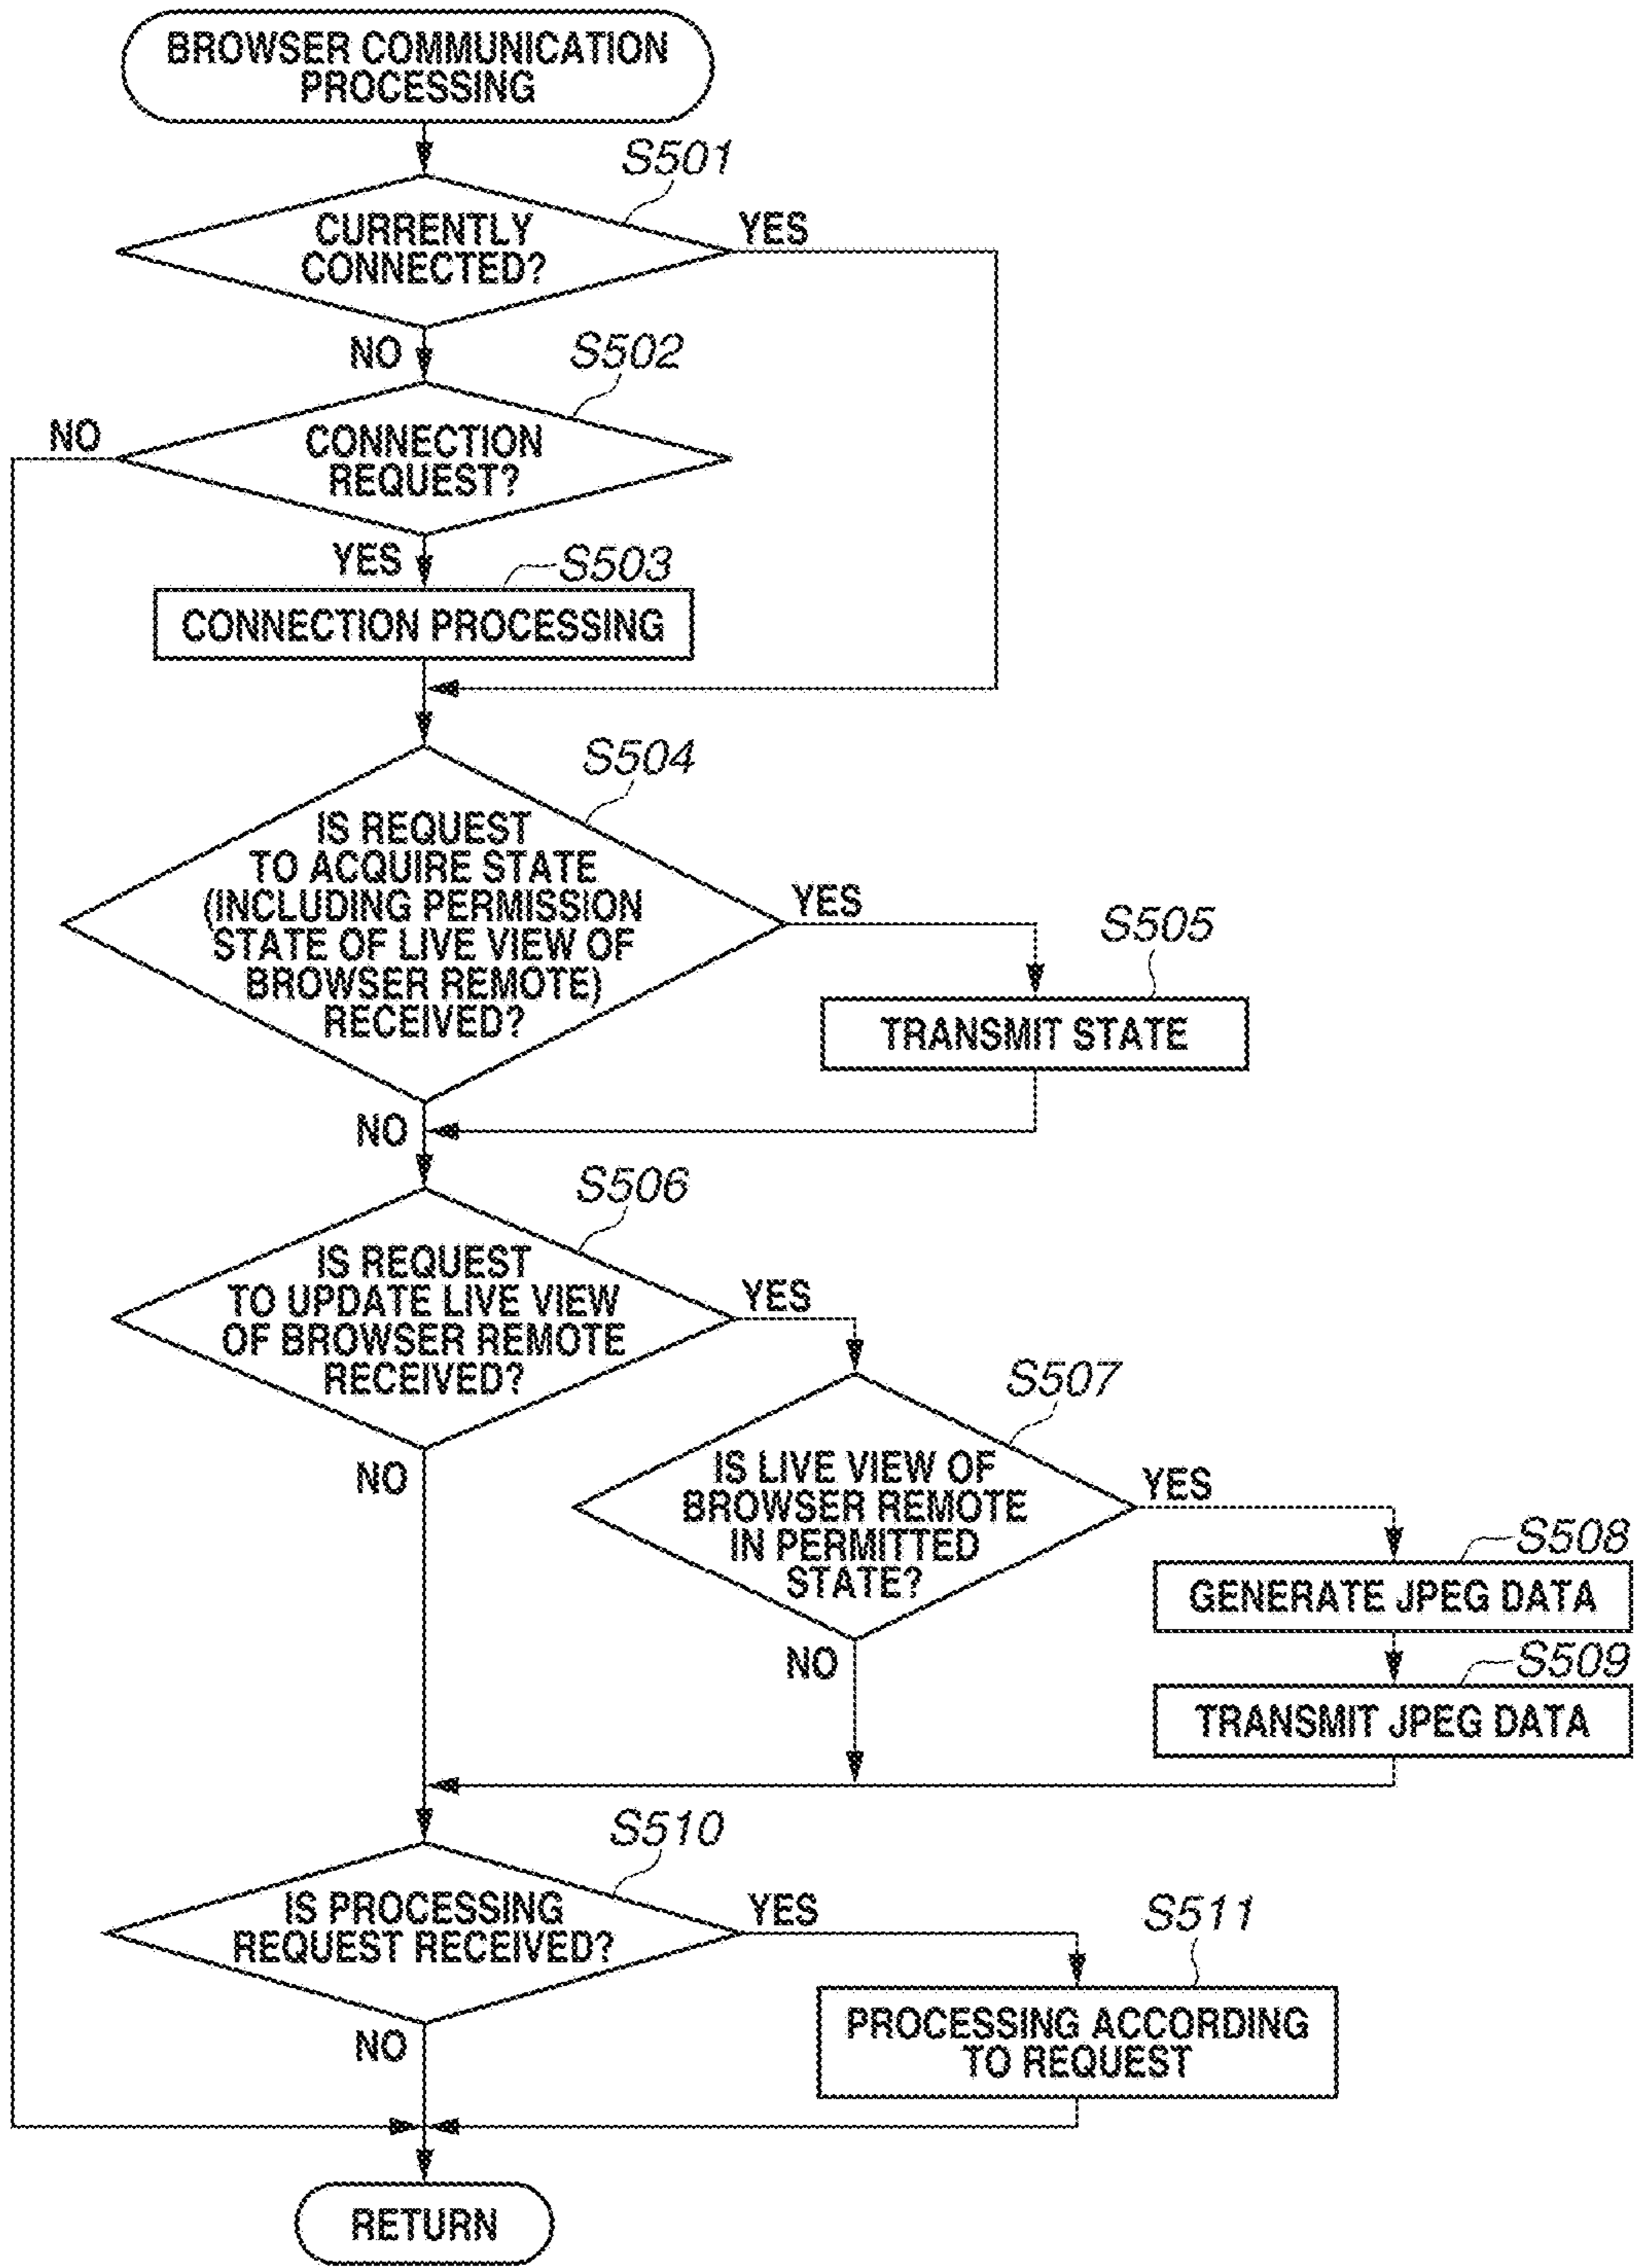 BROWSER COMMUNICATION
PROCESSING
S501
CURRENTLY
CONNECTED?
YES
NO
S502
CONNECTION
REQUEST?
NO
YES
S503
CONNECTION PROCESSING
S504
IS REQUEST
TO ACQUIRE STATE
(INCLUDING PERMISSION
STATE OF LIVE VIEW OF
BROWSER REMOTE)
RECEIVED?
YES
S505
TRANSMIT STATE
NO
S506
IS REQUEST
TO UPDATE LIVE VIEW
OF BROWSER REMOTE
RECEIVED?
YES
NO
S507
IS LIVE VIEW OF
BROWSER REMOTE
IN PERMITTED
STATE?
YES
NO
S508
GENERATE JPEG DATA
S509
TRANSMIT JPEG DATA
S510
IS PROCESSING
REQUEST RECEIVED?
YES
NO
S511
PROCESSING ACCORDING
TO REQUEST
RETURN